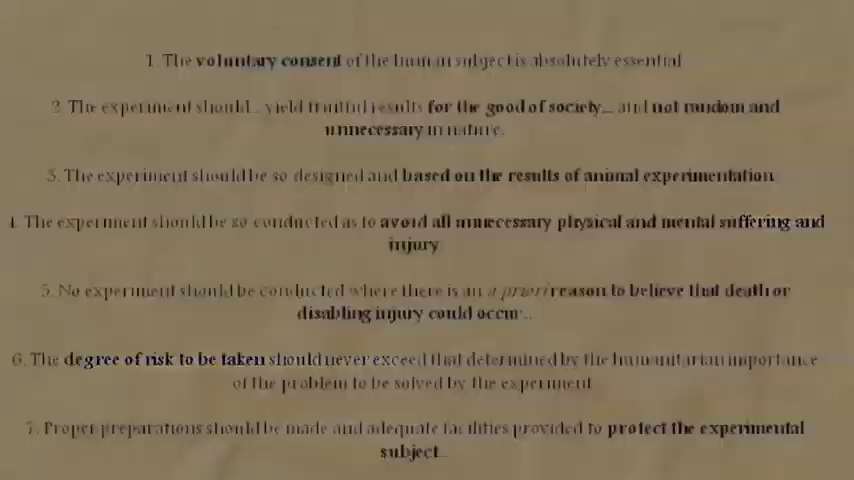 1. The voluntary consent of the human subject is absolutely essential
2. The experiment should... yield fruitful results for the good of society... and not random and
unnecessary in nature.
3. The experiment should be so designed and based on the results of animal experimentation
4. The experiment should be so conducted as to avoid all unnecessary physical and mental suffering and
injury
5. No experiment should be conducted where there is an a priori reason to believe that death or
disabling injury could occur...
6. The degree of risk to be taken should never exceed that determined by the humanitarian importance
of the problem to be solved by the experiment
7. Proper preparations should be made and adequate facilities provided to protect the experimental
subject...